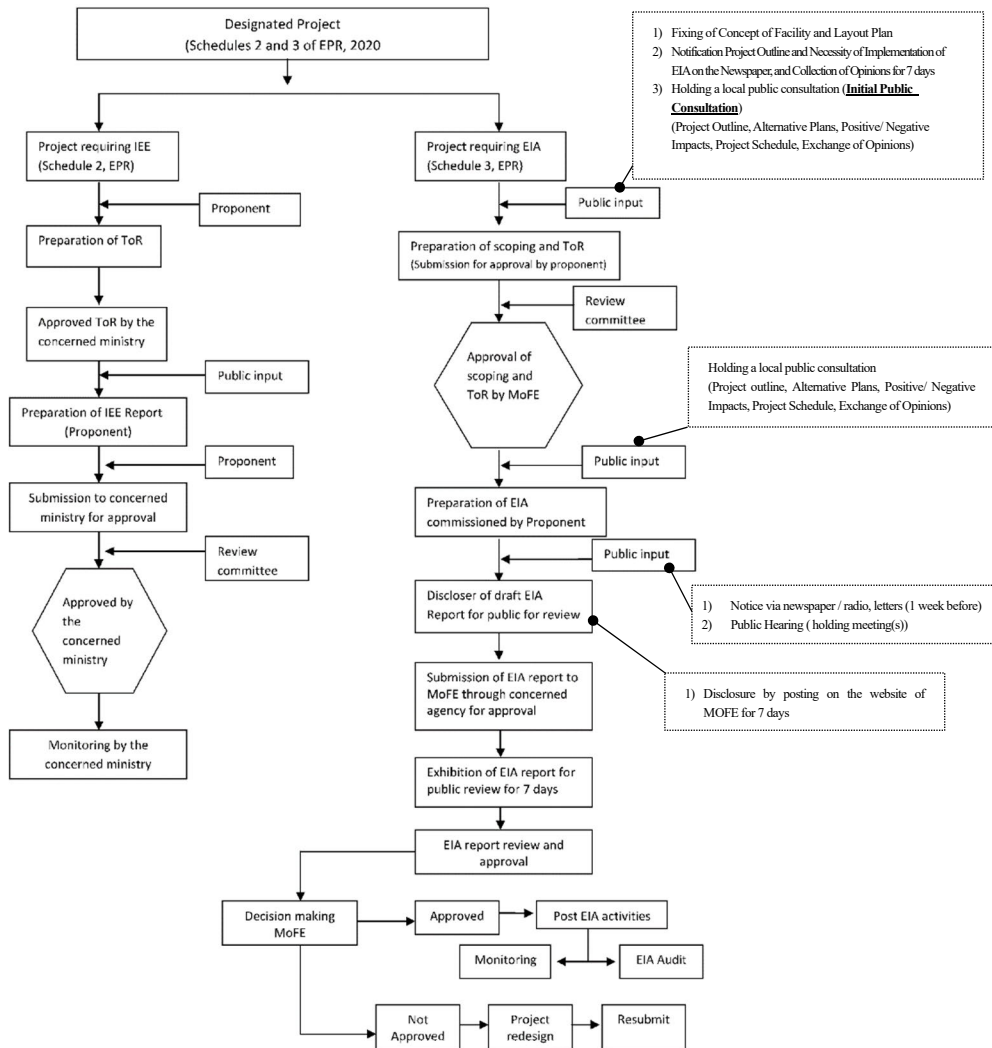 Designated Project
(Schedules 2 and 3 of EPR, 2020
1) Fixing of Concept of Facility and Layout Plan
2) Notification Project Outline and Necessity of Implementation of
EIA on the Newspaper, and Collection of Opinions for 7 days
3) Holding a local public consultation (Initial Public
Consultation)
(Project Outline, Alternative Plans, Positive/ Negative
Impacts, Project Schedule, Exchange of Opinions)
Project requiring IEE
(Schedule 2, EPR)
Proponent
Preparation of ToR
Approved ToR by the
concerned ministry
Public input
Preparation of IEE Report
(Proponent)
Proponent
Submission to concerned
ministry for approval
Review
committee
Approved by
the
concerned
ministry
Monitoring by the
concerned ministry
Project requiring EIA
(Schedule 3, EPR)
Public input
Preparation of scoping and ToR
(Submission for approval by proponent)
Review
committee
Approval of
scoping and
ToR by MoFE
Holding a local public consultation
(Project outline, Alternative Plans, Positive/ Negative
Impacts, Project Schedule, Exchange of Opinions)
Public input
Preparation of EIA
commissioned by Proponent
Public input
1) Notice via newspaper / radio, letters (1 week before)
2) Public Hearing ( holding meeting(s))
Discloser of draft EIA
Report for public for review
1) Disclosure by posting on the website of
MOFE for 7 days
Submission of EIA report to
MoFE through concerned
agency for approval
Exhibition of EIA report for
public review for 7 days
EIA report review and
approval
Decision making
MoFE
Approved
Post EIA activities
Monitoring
EIA Audit
Not
Approved
Project
redesign
Resubmit